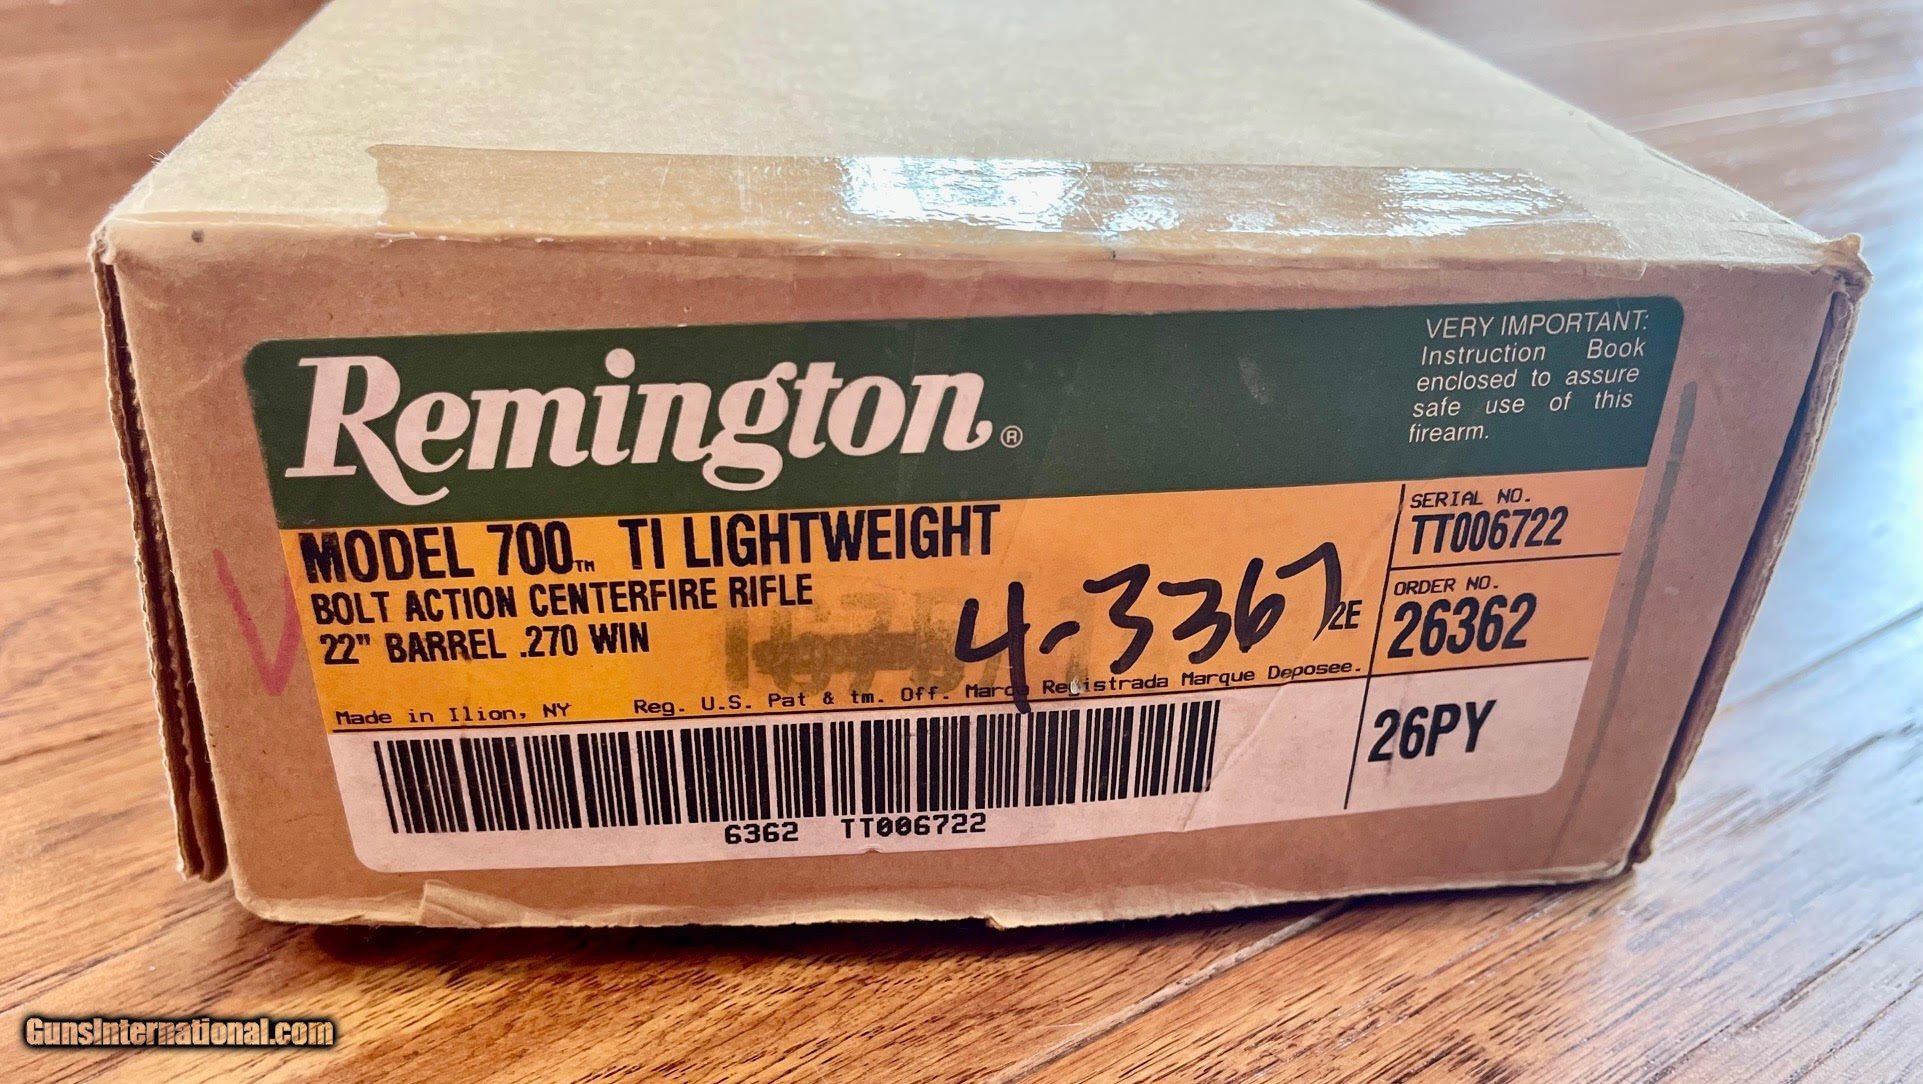 Remington®
VERY IMPORTANT:
Instruction Book
enclosed to assure
safe use of this
firearm.
MODEL 700™ TI LIGHTWEIGHT
BOLT ACTION CENTERFIRE RIFLE
22" BARREL .270 WIN
4-3367
2E
Made in Ilion, NY Reg. U.S. Pat & tm. Off. Marca Registrada Marque Deposee.
SERIAL NO.
TT006722
ORDER NO.
26362
26PY
6362 TT006722
GunsInternational.com